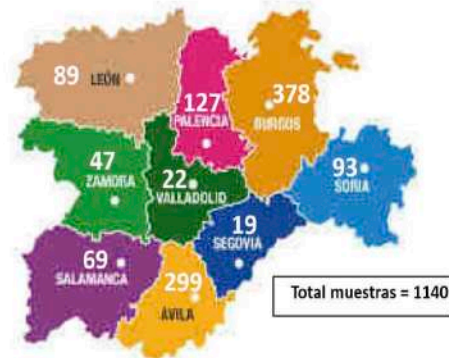 89 LEÓN
127
PALENCIA
378
BURGOS
47
ZAMORA
22
VALLADOLID
93
SORIA
19
SEGOVIA
69
SALAMANCA
299
ÁVILA
Total muestras = 1140